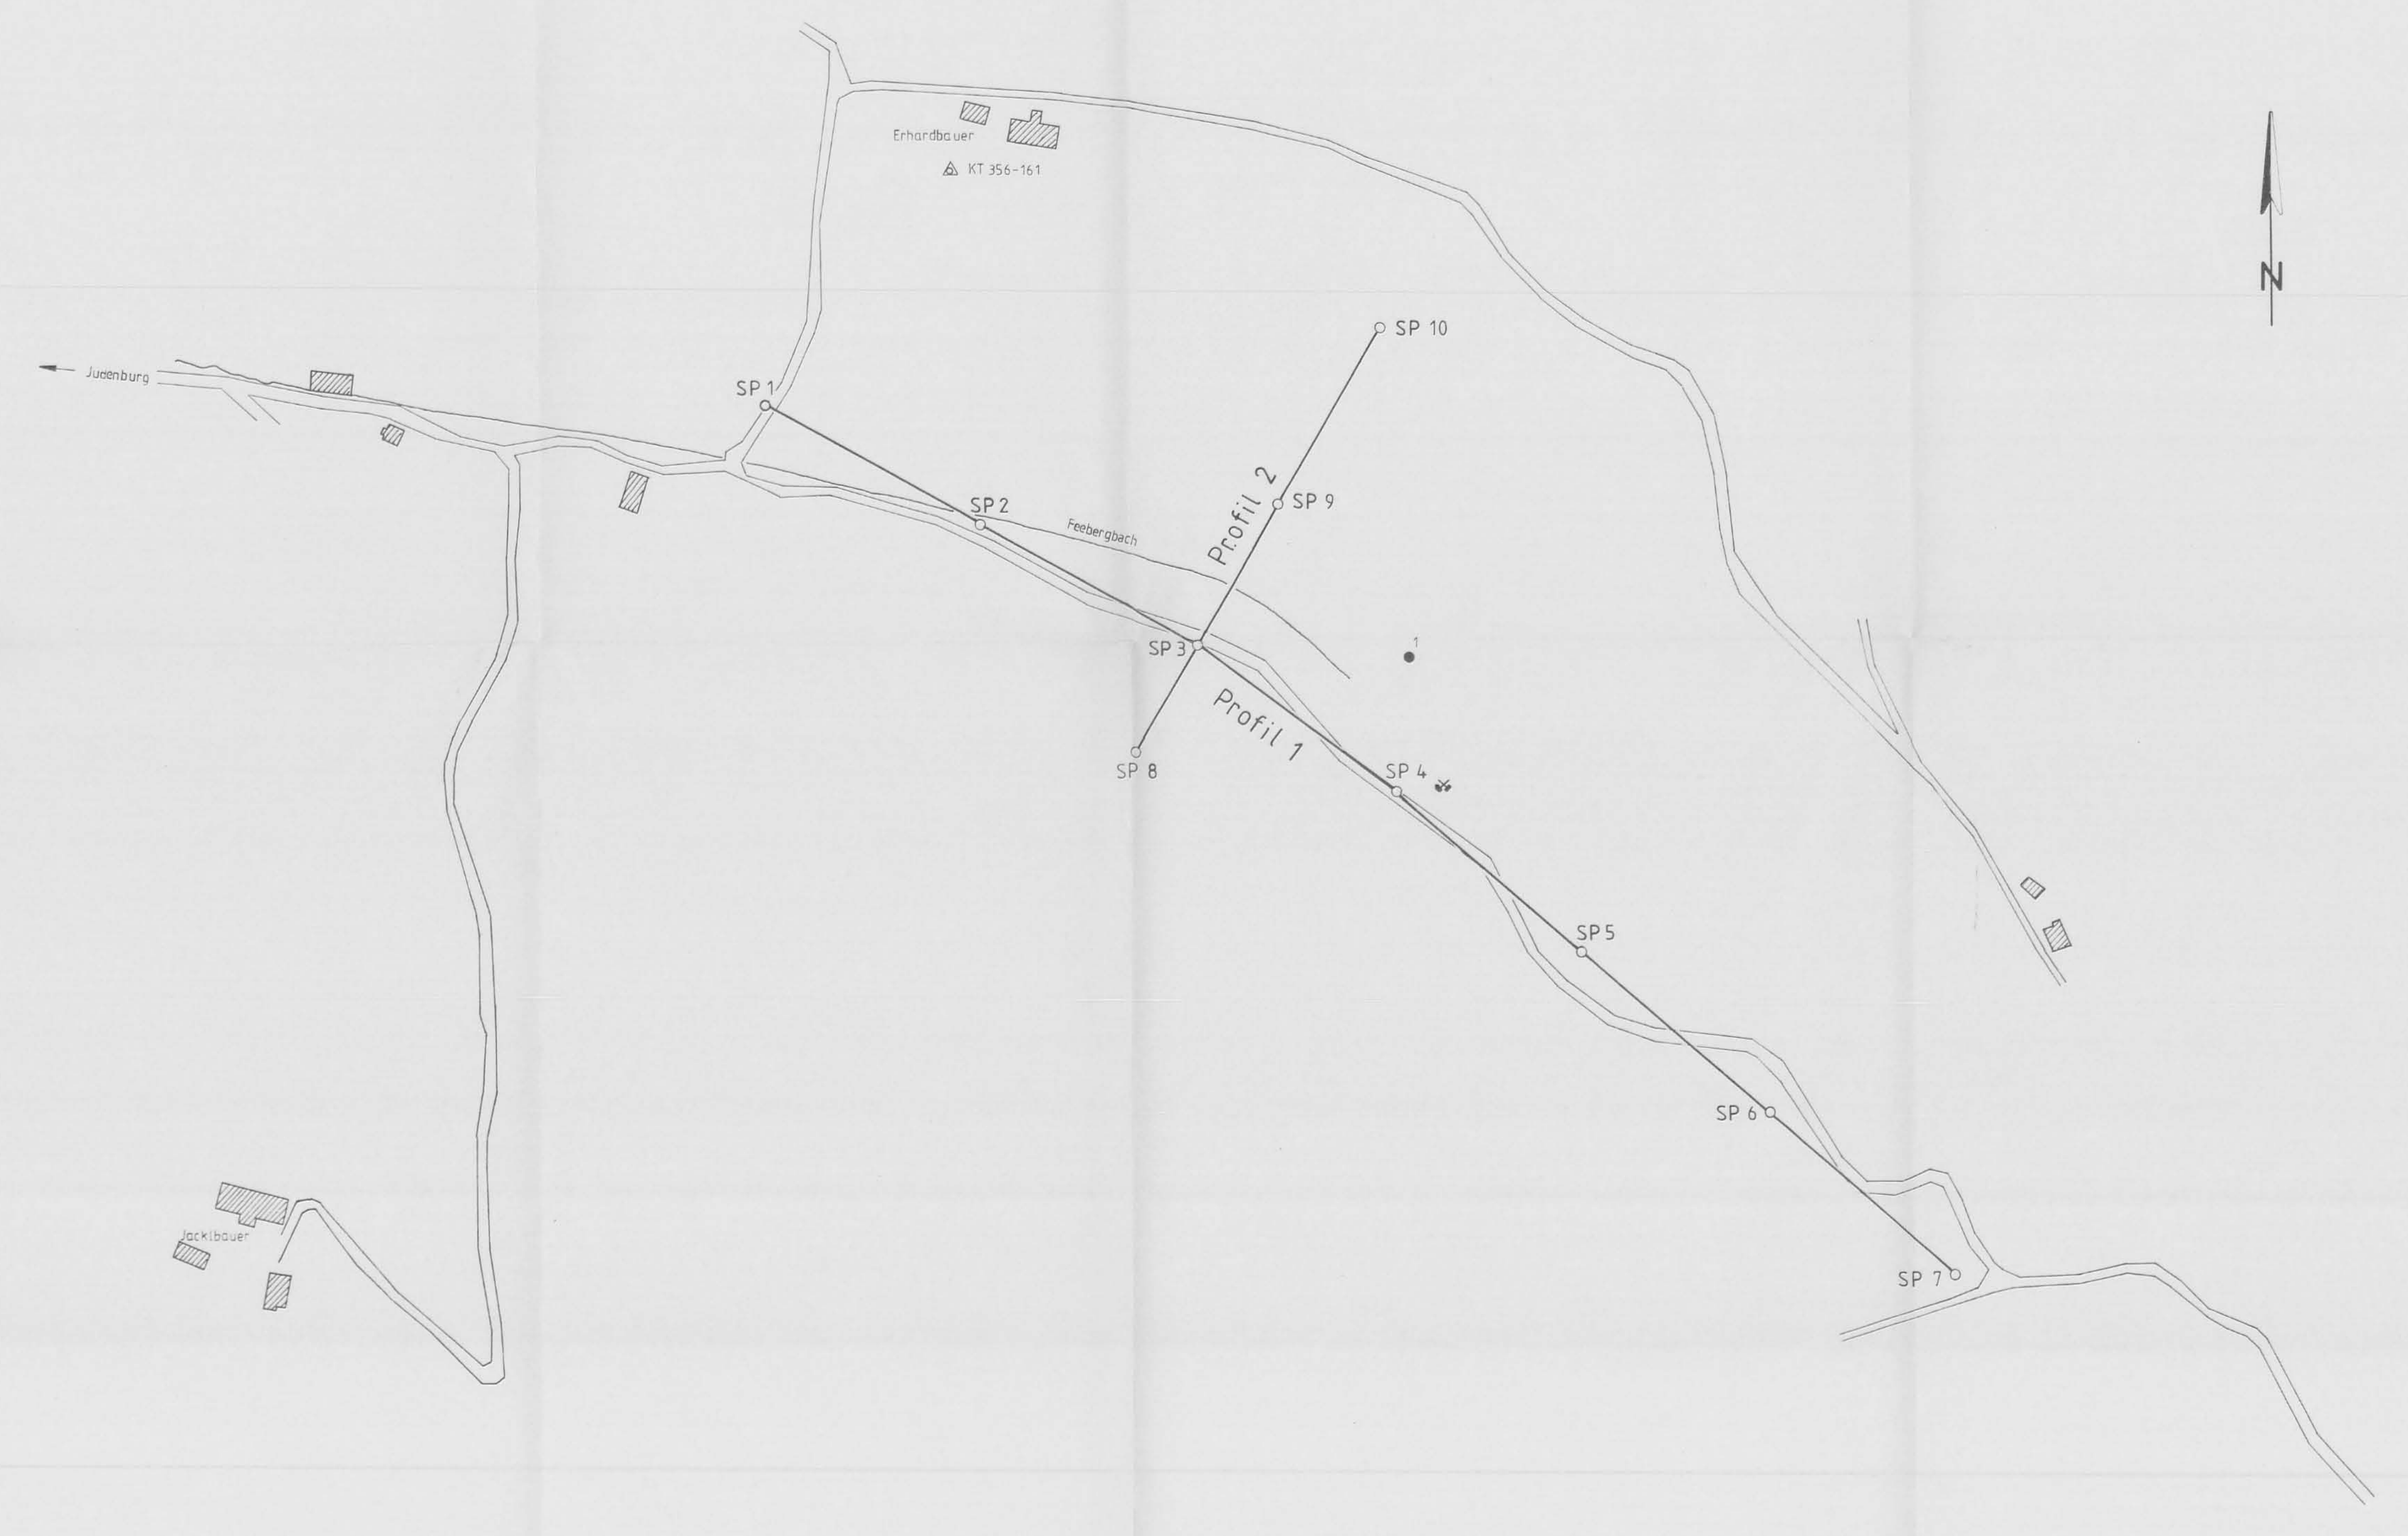 Erhardbauer
KT 356-161
N
SP 10
Judenburg
SP 1
SP 2
Feebergbach
Profil 2
SP 9
SP 3
1
Profil 1
SP 8
SP 4
SP 5
SP 6
Jacklbauer
SP 7